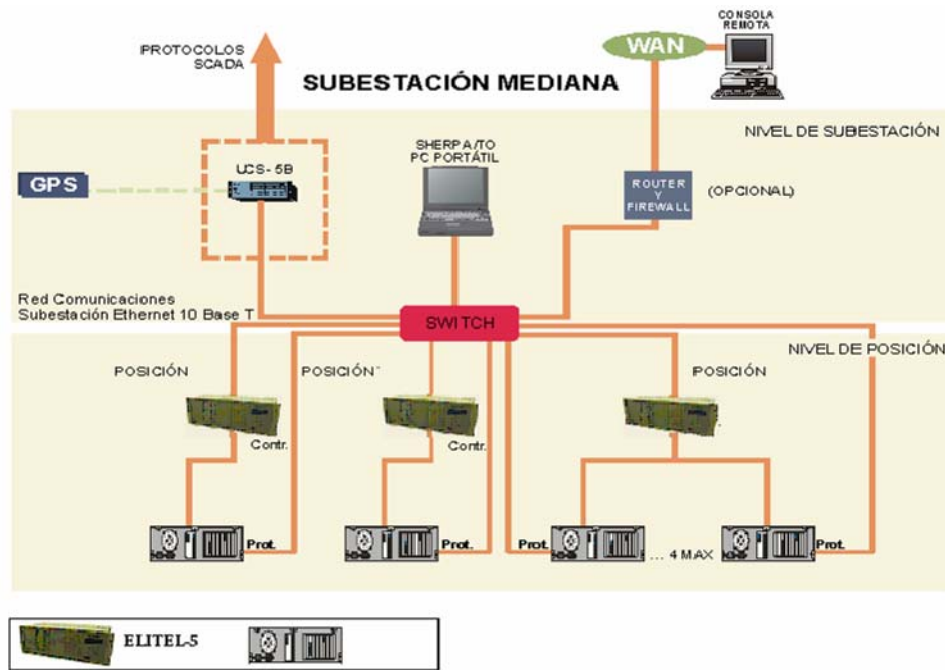 PROTOCOLOS
SCADA
SUBESTACIÓN MEDIANA
WAN
CONSOLA
REMOTA
NIVEL DE SUBESTACIÓN
UCS-5B
GPS
SHERPA/TO
PC PORTÁTIL
ROUTER
Y
FIREWALL
(OPCIONAL)
Red Comunicaciones
Subestación Ethernet 10 Base T
SWITCH
NIVEL DE POSICIÓN
POSICIÓN
POSICIÓN
POSICIÓN
Contr.
Contr.
Prot.
Prot.
Prot.
... 4 MAX
Prot.
ELITEL-5